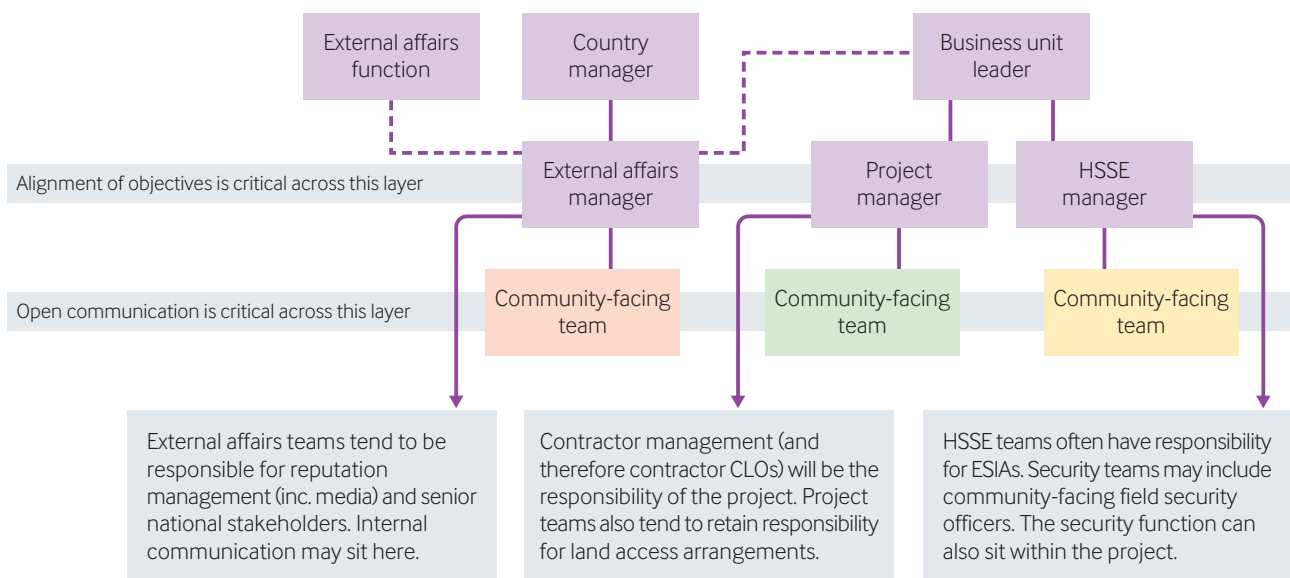 External affairs
function
Country
manager
Business unit
leader
Alignment of objectives is critical across this layer
External affairs
manager
Project
manager
HSSE
manager
Open communication is critical across this layer
Community-facing
team
Community-facing
team
Community-facing
team
External affairs teams tend to be
responsible for reputation
management (inc. media) and senior
national stakeholders. Internal
communication may sit here.
Contractor management (and
therefore contractor CLOs) will be the
responsibility of the project. Project
teams also tend to retain responsibility
for land access arrangements.
HSSE teams often have responsibility
for ESIAs. Security teams may include
community-facing field security
officers. The security function can
also sit within the project.